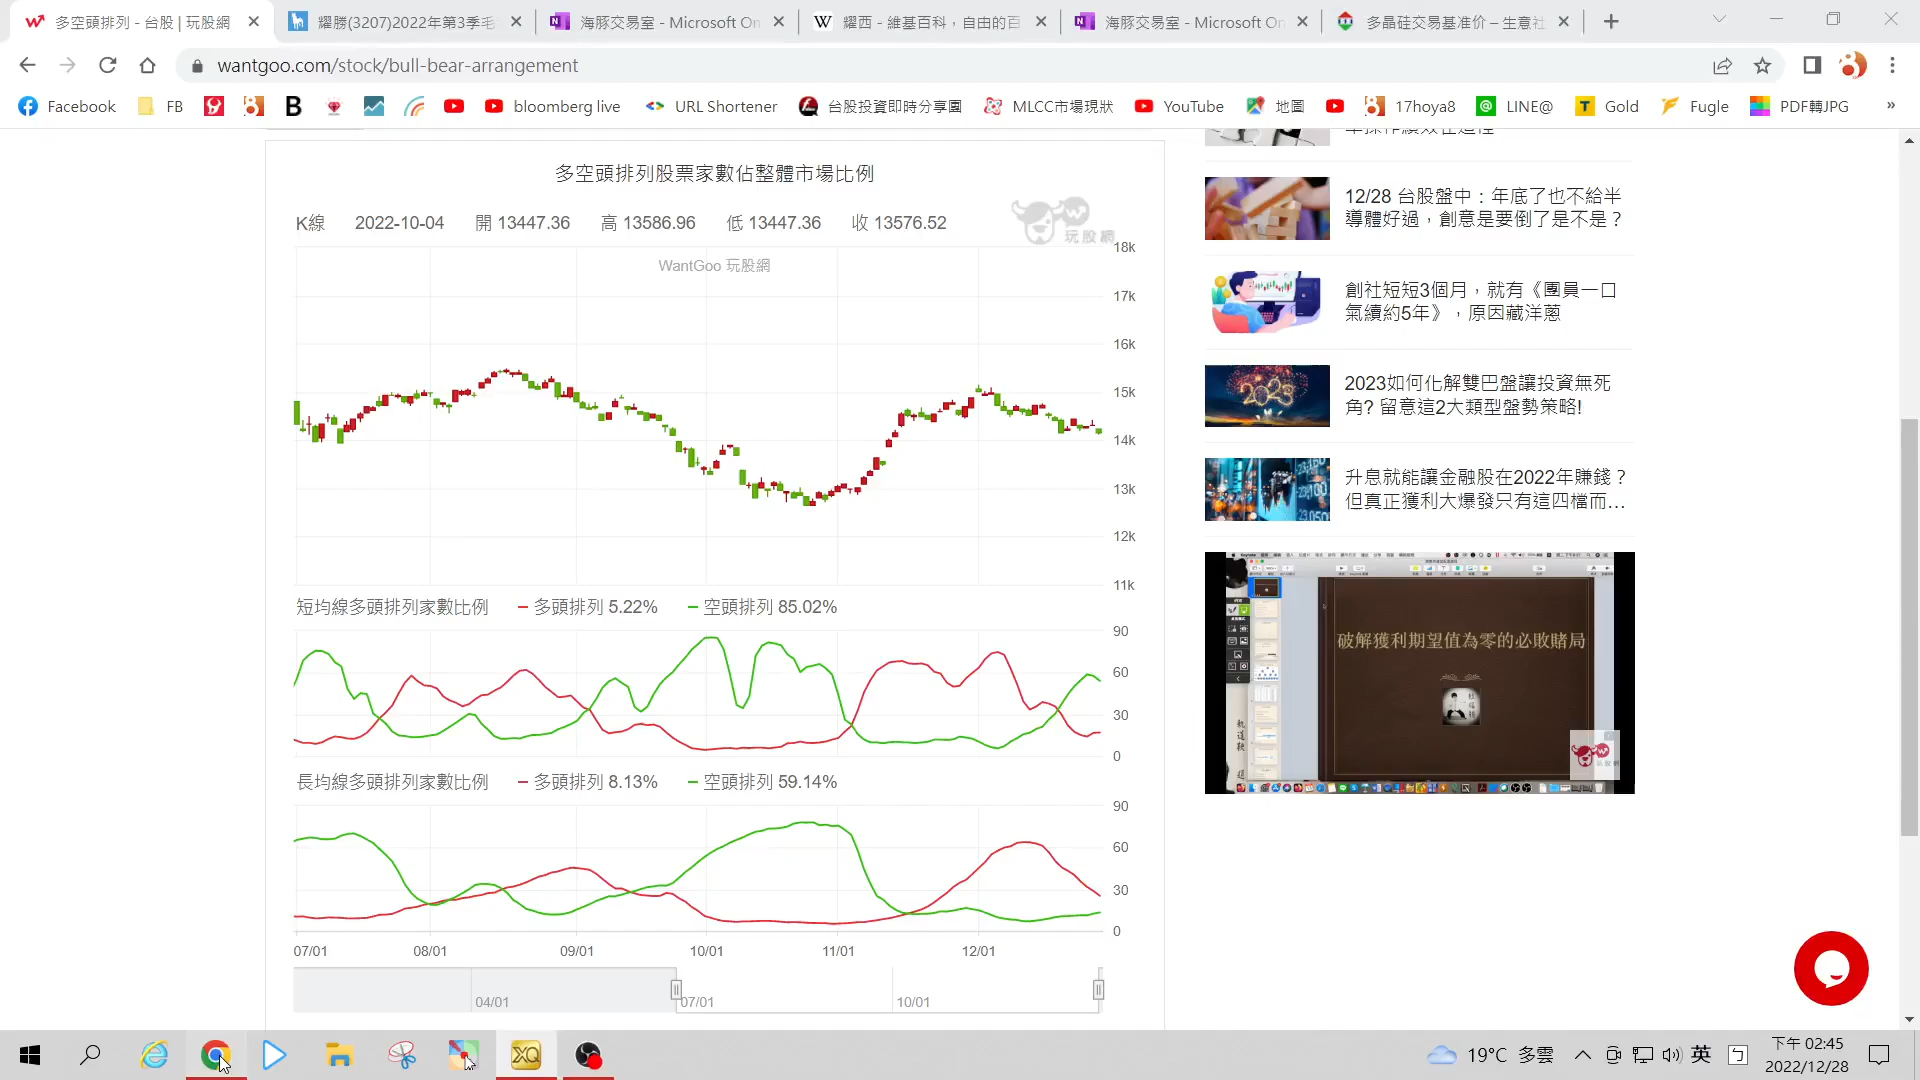 多空頭排列 - 台股 | 玩股網
耀勝(3207)2022年第3季毛
海豚交易室 - Microsoft On
耀西 - 維基百科，自由的百
海豚交易室 - Microsoft On
多晶硅交易基准价 – 生意社
wantgoo.com/stock/bull-bear-arrangement
Facebook
FB
B
bloomberg live
URL Shortener
台股投資即時分享團
MLCC市場現狀
YouTube
地圖
17hoya8
LINE@
T Gold
Fugle
PDF轉JPG
多空頭排列股票家數佔整體市場比例
K線 2022-10-04 開 13447.36 高 13586.96 低 13447.36 收 13576.52
玩股網
WantGoo 玩股網
18k
17k
16k
15k
14k
13k
12k
11k
短均線多頭排列家數比例 多頭排列 5.22% 空頭排列 85.02%
90
60
30
0
長均線多頭排列家數比例 多頭排列 8.13% 空頭排列 59.14%
90
60
30
0
07/01 08/01 09/01 10/01 11/01 12/01
04/01 07/01 10/01
12/28 台股盤中：年底了也不給半
導體好過，創意是要倒了是不是？
創社短短3個月，就有《團員一口
氣續約5年》，原因藏洋蔥
2023如何化解雙巴盤讓投資無死
角? 留意這2大類型盤勢策略!
升息就能讓金融股在2022年賺錢？
但真正獲利大爆發只有這四檔而...
破解獲利期望值為零的必敗賭局
XQ
19°C 多雲
英
下午 02:45
2022/12/28